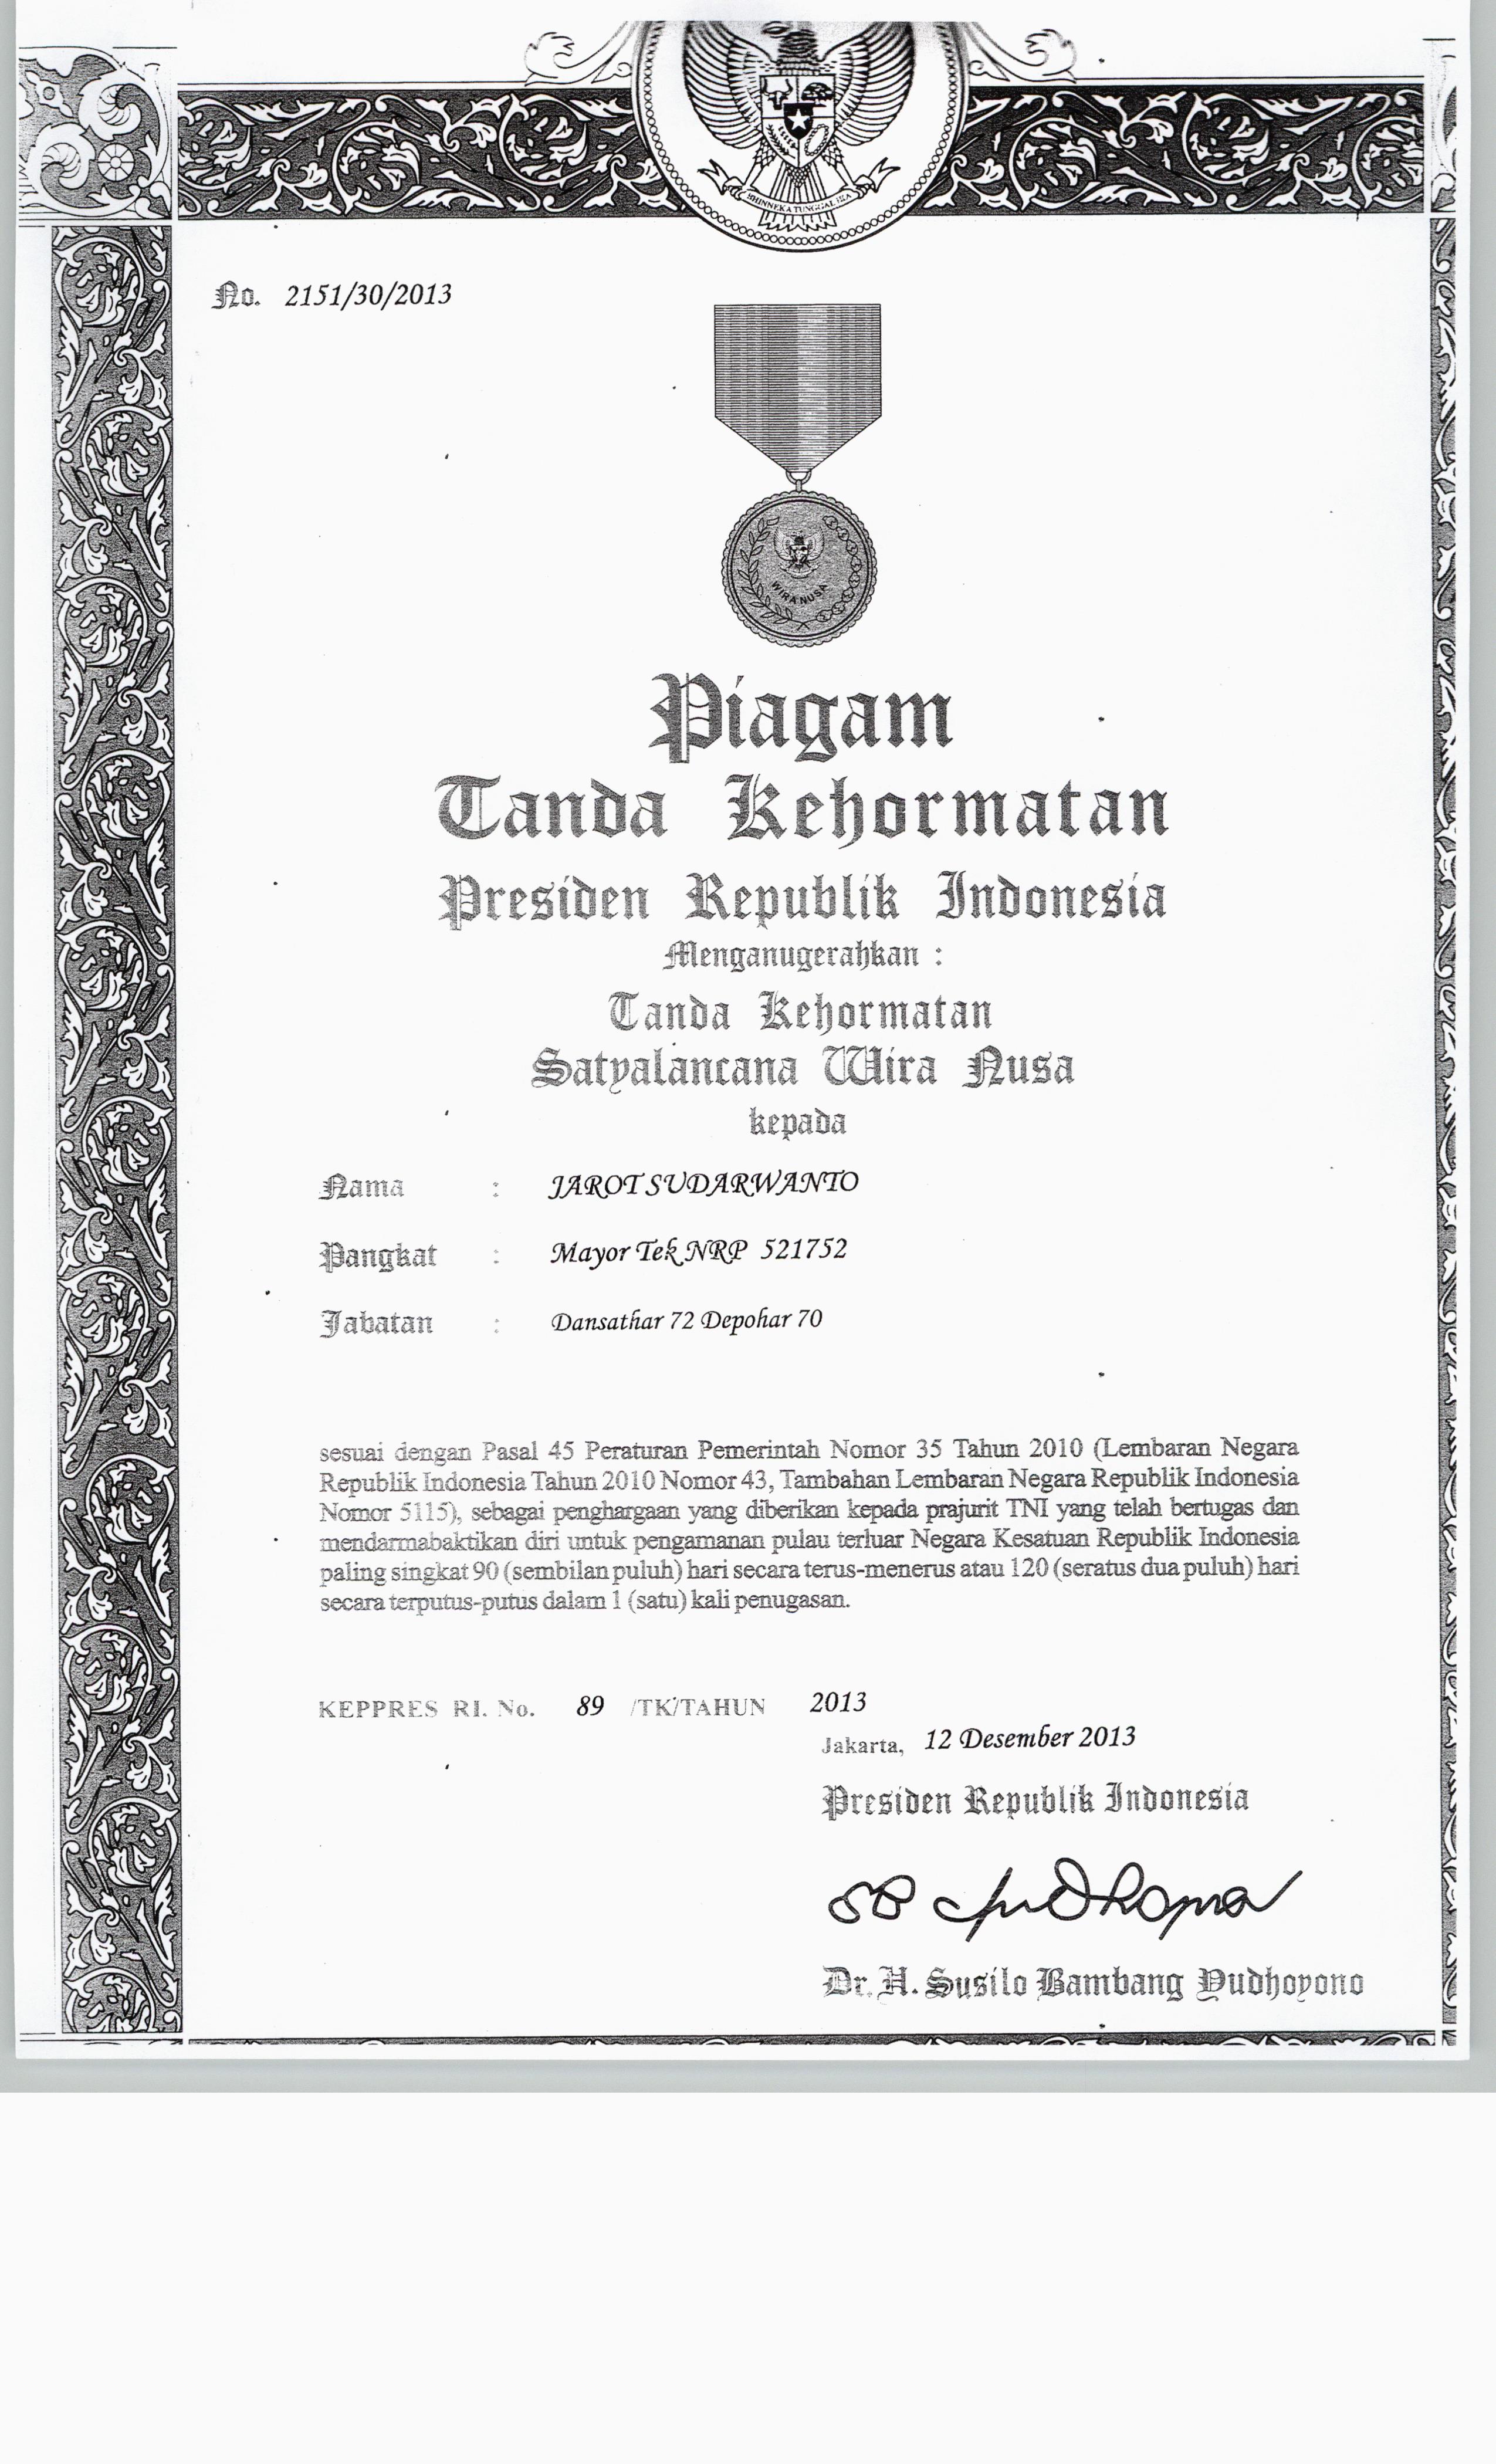 BHINNEKA TUNGGAL IKA
No. 2151/30/2013
WIRA NUSA
Piagam
Tanda Kehormatan
Presiden Republik Indonesia
Menganugerahkan :
Tanda Kehormatan
Satyalancana Wira Nusa
kepada
Nama : JAROT SUDARWANTO
Pangkat : Mayor Tek NRP 521752
Jabatan : Dansathar 72 Depohar 70
sesuai dengan Pasal 45 Peraturan Pemerintah Nomor 35 Tahun 2010 (Lembaran Negara
Republik Indonesia Tahun 2010 Nomor 43, Tambahan Lembaran Negara Republik Indonesia
Nomor 5115), sebagai penghargaan yang diberikan kepada prajurit TNI yang telah bertugas dan
mendarmabaktikan diri untuk pengamanan pulau terluar Negara Kesatuan Republik Indonesia
paling singkat 90 (sembilan puluh) hari secara terus-menerus atau 120 (seratus dua puluh) hari
secara terputus-putus dalam 1 (satu) kali penugasan.
KEPPRES RI. No. 89 /TK/TAHUN 2013
Jakarta, 12 Desember 2013
Presiden Republik Indonesia
Dr. H. Susilo Bambang Yudhoyono